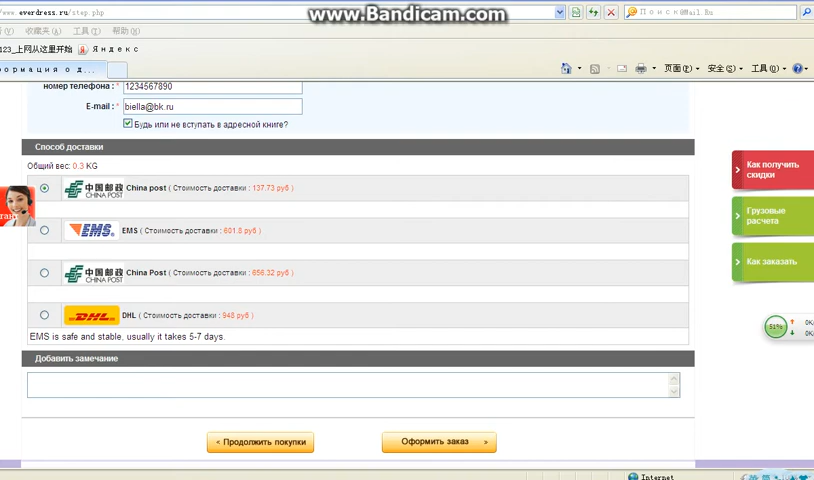 www.Bandicam.com
www.everdress.ru/step.php
Поиск@Mail.Ru
收藏夹(A) 工具(T) 帮助(H)
123_上网从这里开始 Яндекс
формация о д...
页面(P) 安全(S) 工具(O)
номер телефона : * 1234567890
E-mail : * biella@bk.ru
Будь или не вступать в адресной книге?
Способ доставки
Общий вес: 0.3 KG
中国邮政 CHINA POST China post ( Стоимость доставки : 137.73 руб )
EMS EMS ( Стоимость доставки : 601.8 руб )
中国邮政 CHINA POST China Post ( Стоимость доставки : 656.32 руб )
DHL DHL ( Стоимость доставки : 948 руб )
EMS is safe and stable, usually it takes 5-7 days.
Добавить замечание
< Продолжить покупки
Оформить заказ >
Как получить
скидки
Грузовые
расчета
Как заказать
51%
0K/
0K/
Internet